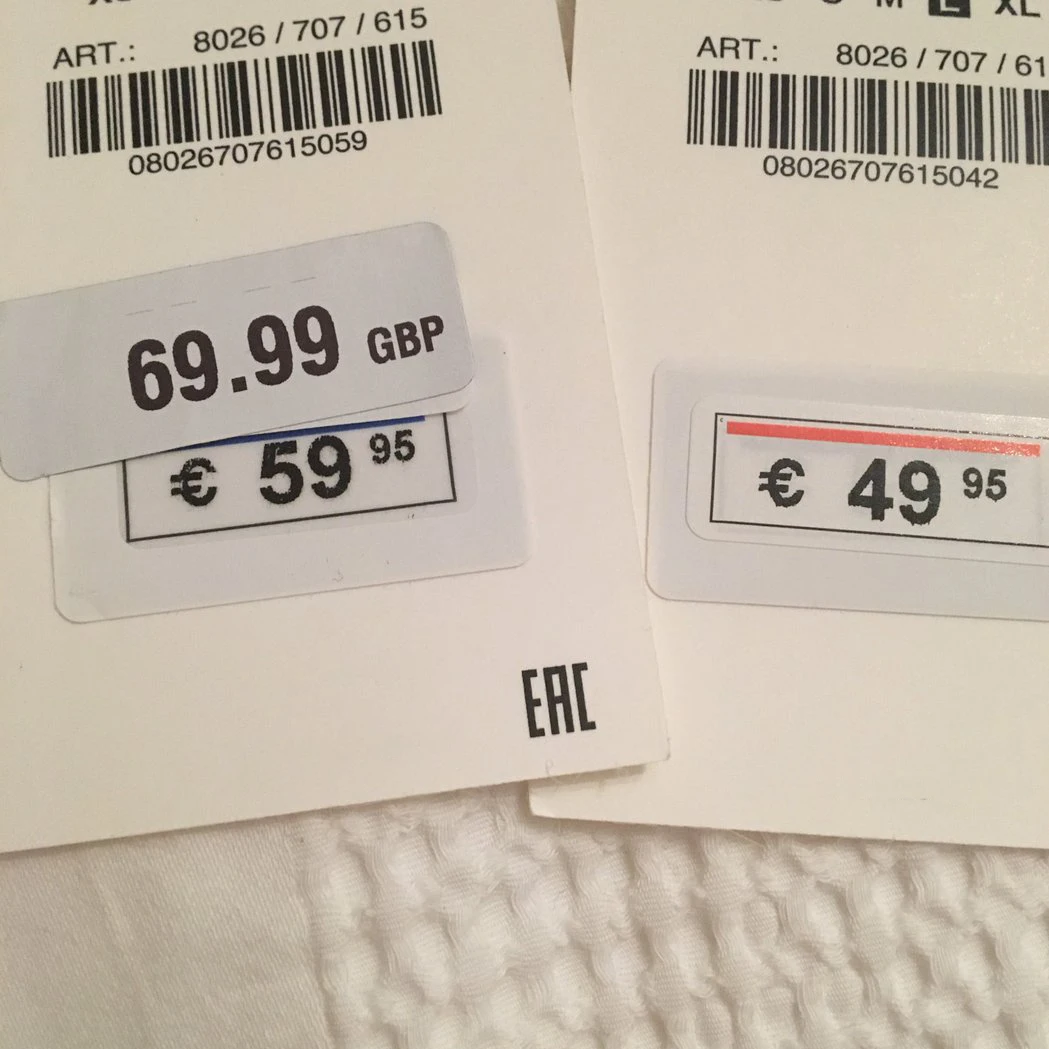 ART.: 8026 / 707 / 615
08026707615059
69.99 GBP
€ 59 95
EAC
M L XL
ART.: 8026 / 707 / 61
08026707615042
€ 49 95